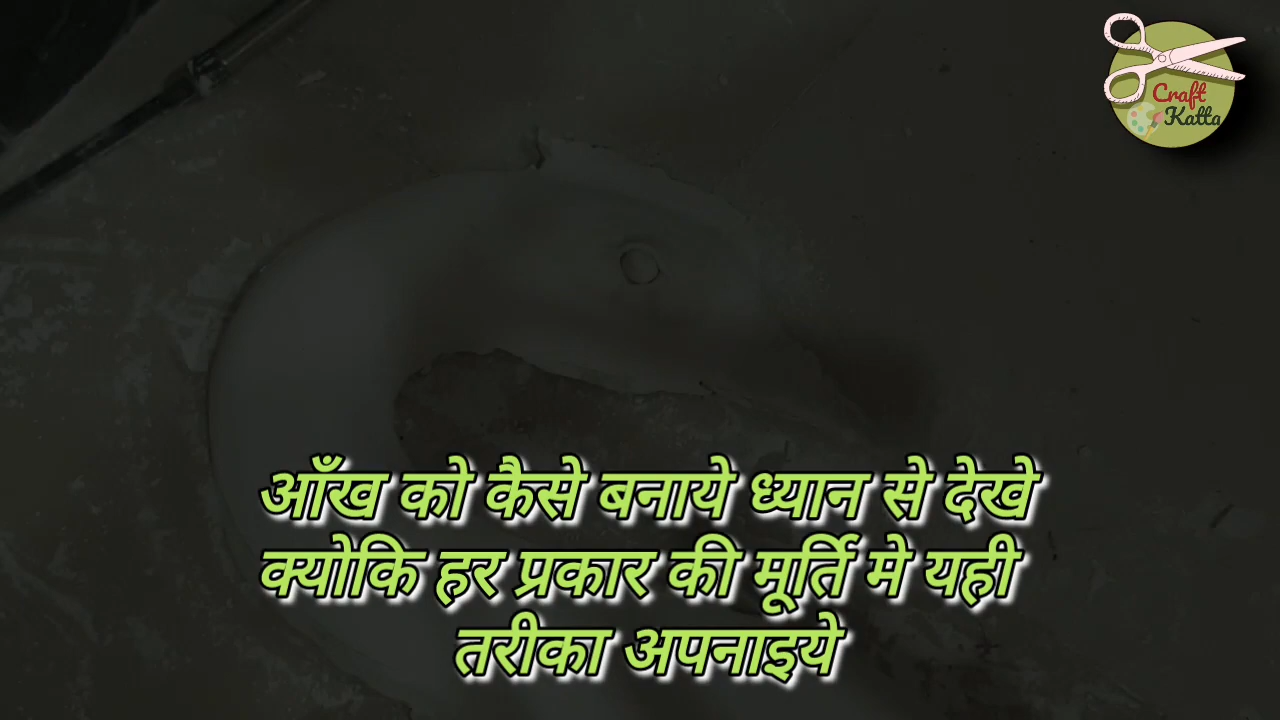 Craft
Katta
आँख को कैसे बनाये ध्यान से देखे
क्योकि हर प्रकार की मूर्ति मे यही
तरीका अपनाइये